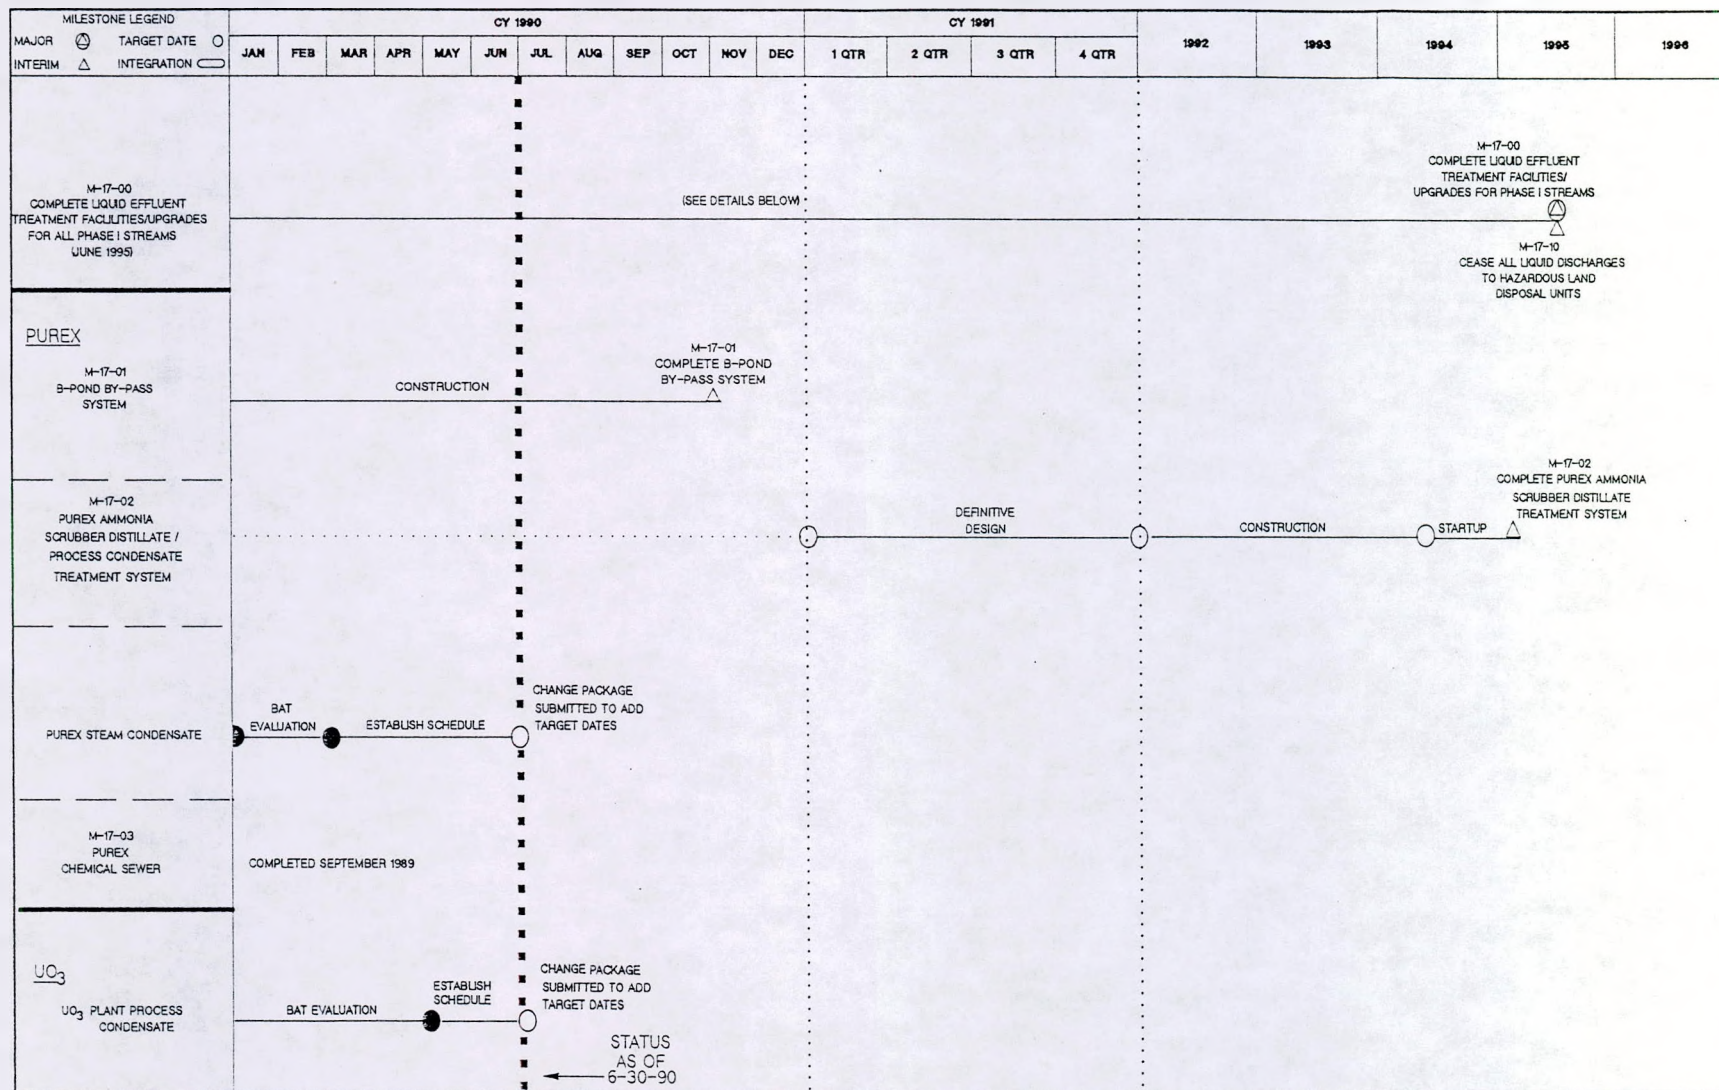 MILESTONE LEGEND
MAJOR TARGET DATE
INTERIM INTEGRATION
CY 1990
CY 1991
JAN FEB MAR APR MAY JUN JUL AUG SEP OCT NOV DEC 1 QTR 2 QTR 3 QTR 4 QTR 1992 1993 1994 1995 1996
M-17-00
COMPLETE LIQUID EFFLUENT
TREATMENT FACILITIES/UPGRADES
FOR ALL PHASE I STREAMS
(JUNE 1995)
(SEE DETAILS BELOW)
M-17-00
COMPLETE LIQUID EFFLUENT
TREATMENT FACILITIES/
UPGRADES FOR PHASE I STREAMS
M-17-10
CEASE ALL LIQUID DISCHARGES
TO HAZARDOUS LAND
DISPOSAL UNITS
PUREX
M-17-01
B-POND BY-PASS
SYSTEM
CONSTRUCTION
M-17-01
COMPLETE B-POND
BY-PASS SYSTEM
M-17-02
PUREX AMMONIA
SCRUBBER DISTILLATE /
PROCESS CONDENSATE
TREATMENT SYSTEM
DEFINITIVE
DESIGN
CONSTRUCTION
STARTUP
M-17-02
COMPLETE PUREX AMMONIA
SCRUBBER DISTILLATE
TREATMENT SYSTEM
PUREX STEAM CONDENSATE
BAT
EVALUATION
ESTABLISH SCHEDULE
CHANGE PACKAGE
SUBMITTED TO ADD
TARGET DATES
M-17-03
PUREX
CHEMICAL SEWER
COMPLETED SEPTEMBER 1989
UO3
UO3 PLANT PROCESS
CONDENSATE
BAT EVALUATION
ESTABLISH
SCHEDULE
CHANGE PACKAGE
SUBMITTED TO ADD
TARGET DATES
STATUS
AS OF
6-30-90